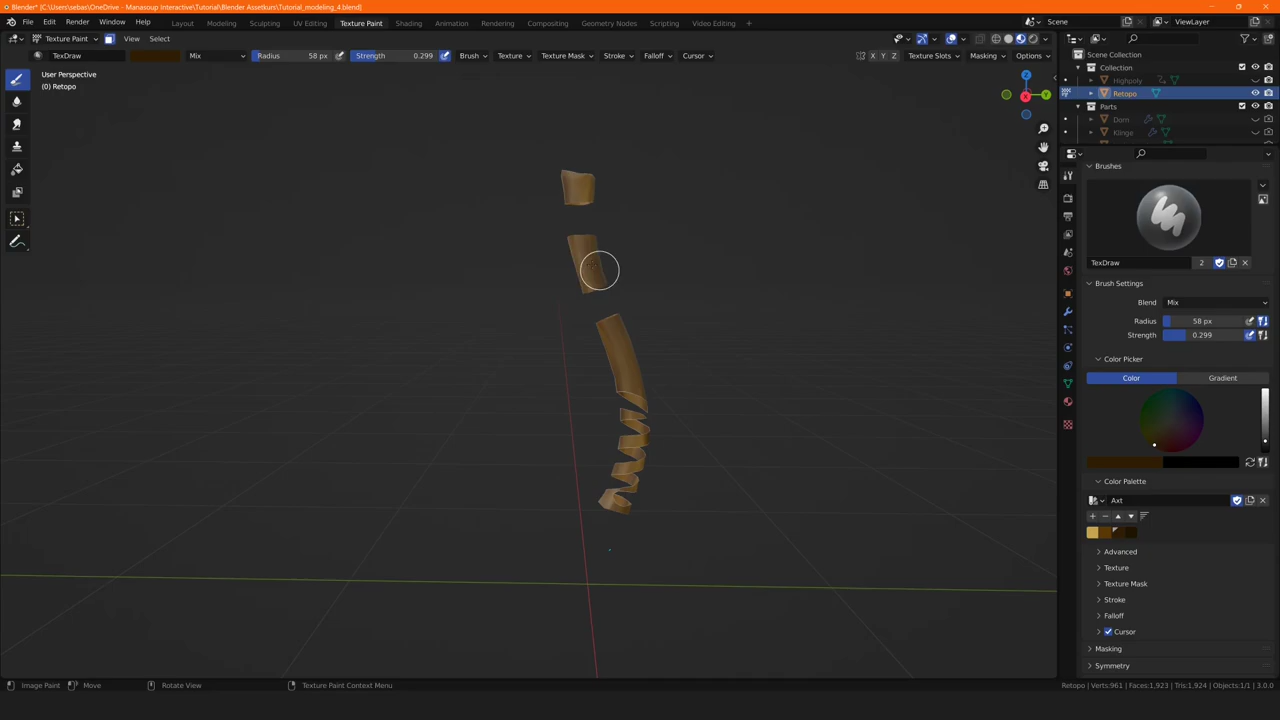 Blender* [C:\Users\sebas\OneDrive - Manasoup Interactive\Tutorial\Blender Assetkurs\Tutorial_modeling_4.blend]
File Edit Render Window Help Layout Modeling Sculpting UV Editing Texture Paint Shading Animation Rendering Compositing Geometry Nodes Scripting Video Editing Scene ViewLayer
Texture Paint View Select
TexDraw Mix Radius 58 px Strength 0.299 Brush Texture Texture Mask Stroke Falloff Cursor X Y Z Texture Slots Masking Options
User Perspective
(0) Retopo
Z
X
Y
Scene Collection
Collection
Highpoly
Retopo
Parts
Dorn
Klinge
Brushes
TexDraw 2
Brush Settings
Blend Mix
Radius 58 px
Strength 0.299
Color Picker
Color Gradient
Color Palette
Axt
Advanced
Texture
Texture Mask
Stroke
Falloff
Cursor
Masking
Symmetry
Image Paint Move Rotate View Texture Paint Context Menu Retopo | Verts:961 | Faces:1,923 | Tris:1,924 | Objects:1/1 | 3.0.0